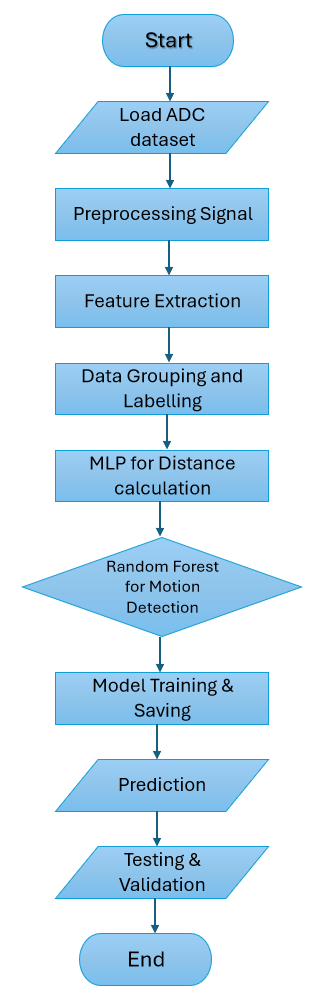 Start
Load ADC
dataset
Preprocessing Signal
Feature Extraction
Data Grouping and
Labelling
MLP for Distance
calculation
Random Forest
for Motion
Detection
Model Training &
Saving
Prediction
Testing &
Validation
End